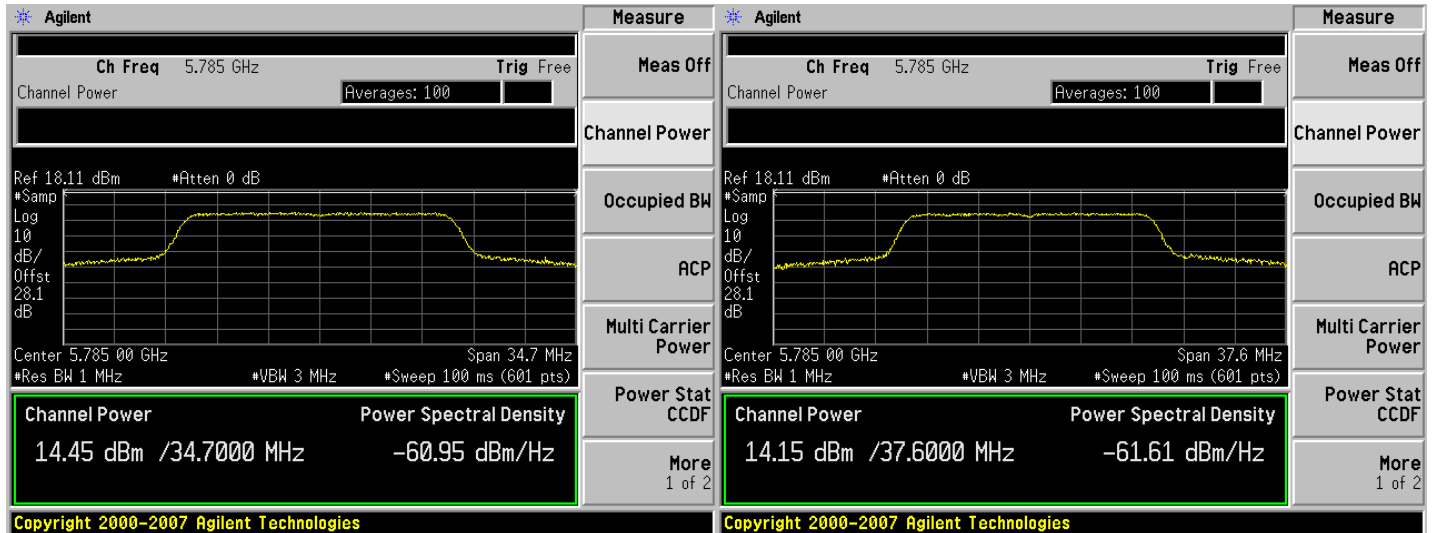 Agilent
Measure
Ch Freq 5.785 GHz
Trig Free
Channel Power
Averages: 100
Ref 18.11 dBm
#Atten 0 dB
#Samp
Log
10
dB/
Offst
28.1
dB
Center 5.785 00 GHz
Span 34.7 MHz
#Res BW 1 MHz
#VBW 3 MHz
#Sweep 100 ms (601 pts)
Channel Power
Power Spectral Density
14.45 dBm /34.7000 MHz
-60.95 dBm/Hz
Meas Off
Channel Power
Occupied BW
ACP
Multi Carrier
Power
Power Stat
CCDF
More
1 of 2
Copyright 2000-2007 Agilent Technologies
Agilent
Measure
Ch Freq 5.785 GHz
Trig Free
Channel Power
Averages: 100
Ref 18.11 dBm
#Atten 0 dB
#Samp
Log
10
dB/
Offst
28.1
dB
Center 5.785 00 GHz
Span 37.6 MHz
#Res BW 1 MHz
#VBW 3 MHz
#Sweep 100 ms (601 pts)
Channel Power
Power Spectral Density
14.15 dBm /37.6000 MHz
-61.61 dBm/Hz
Meas Off
Channel Power
Occupied BW
ACP
Multi Carrier
Power
Power Stat
CCDF
More
1 of 2
Copyright 2000-2007 Agilent Technologies